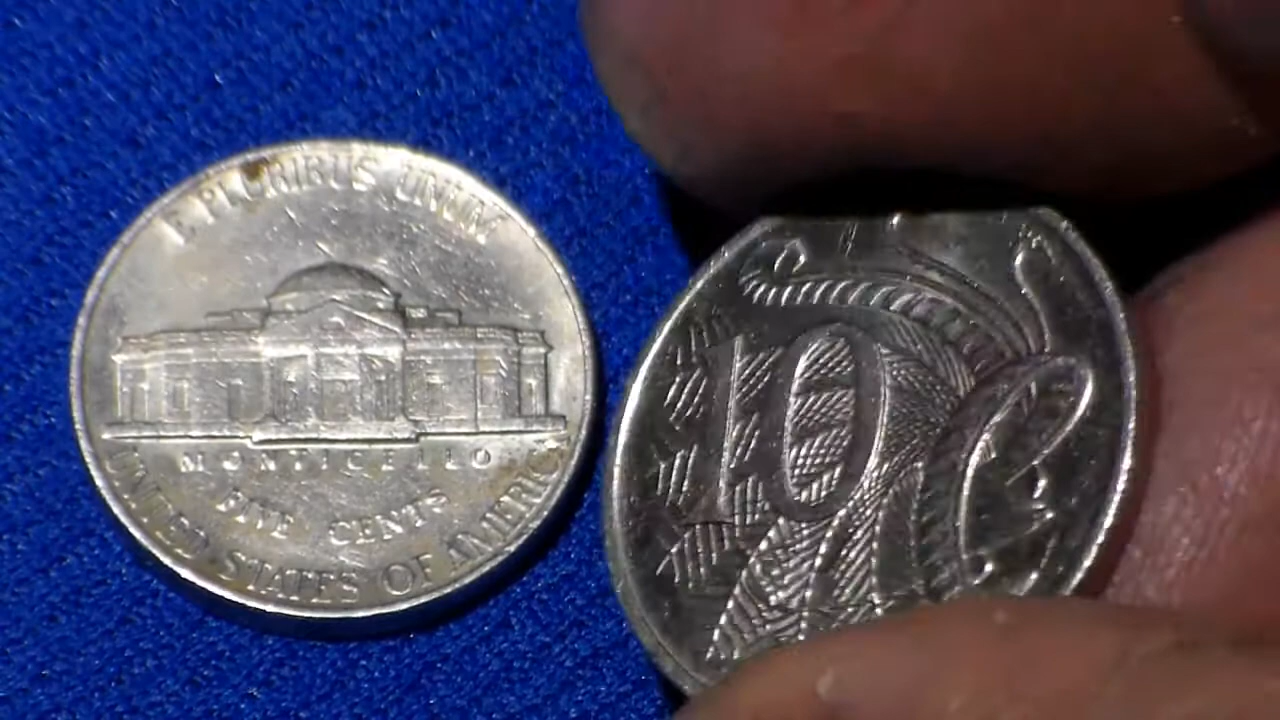 E PLURIBUS UNUM
MONTICELLO
FIVE CENTS
UNITED STATES OF AMERICA
10